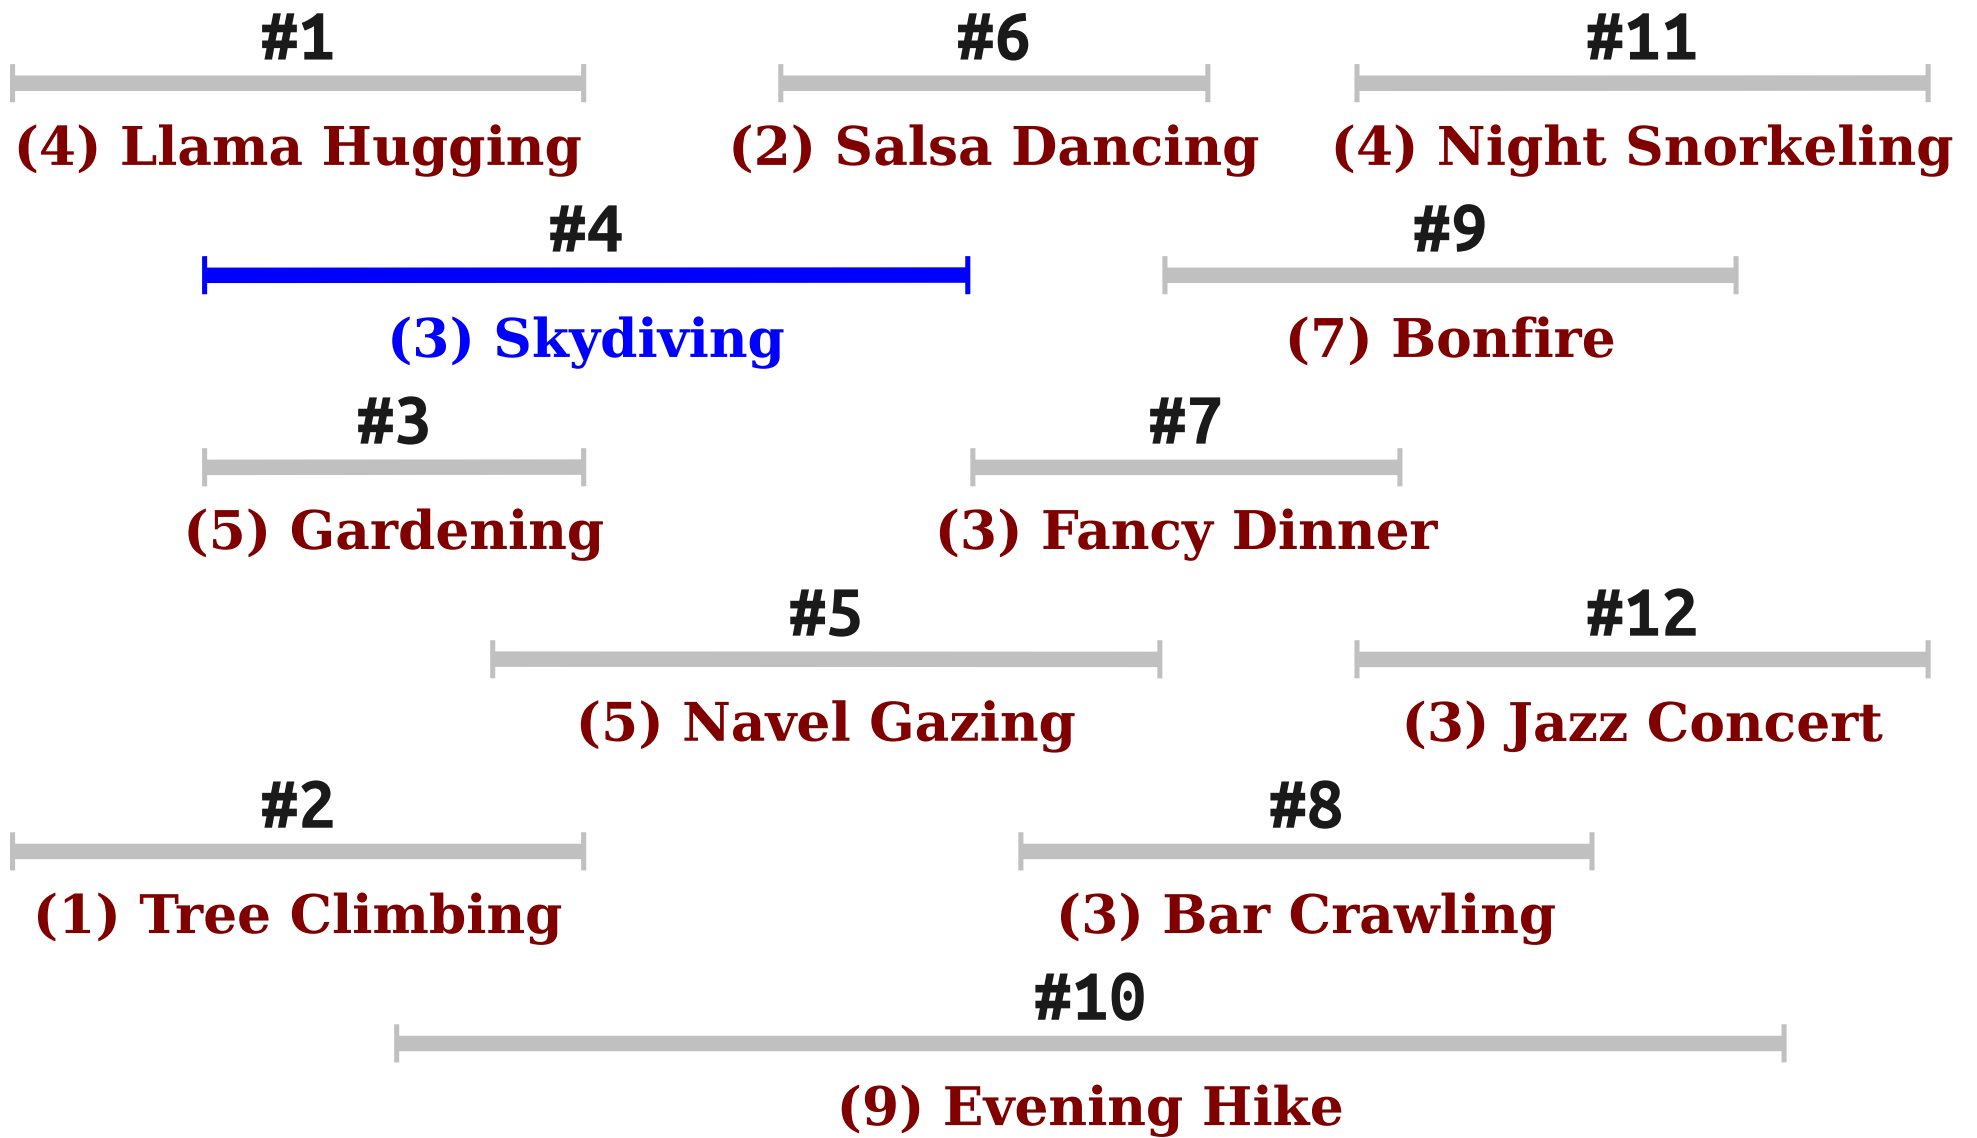 #1 #6 #11
(4) Llama Hugging (2) Salsa Dancing (4) Night Snorkeling
#4 #9
(3) Skydiving (7) Bonfire
#3 #7
(5) Gardening (3) Fancy Dinner
#5 #12
(5) Navel Gazing (3) Jazz Concert
#2 #8
(1) Tree Climbing (3) Bar Crawling
#10
(9) Evening Hike